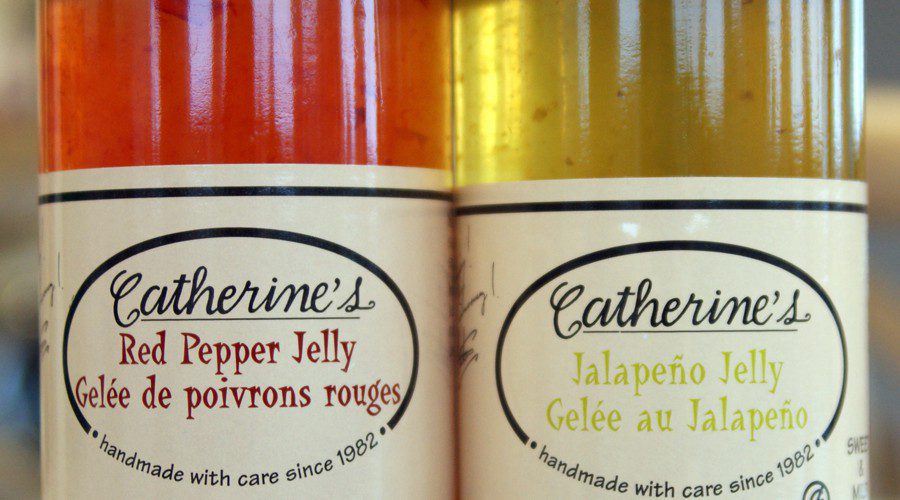 Catherine's
Red Pepper Jelly
Gelée de poivrons rouges
• handmade with care since 1982 •
Catherine's
Jalapeño Jelly
Gelée au Jalapeño
• handmade with care since 1982 •
SWEET
&